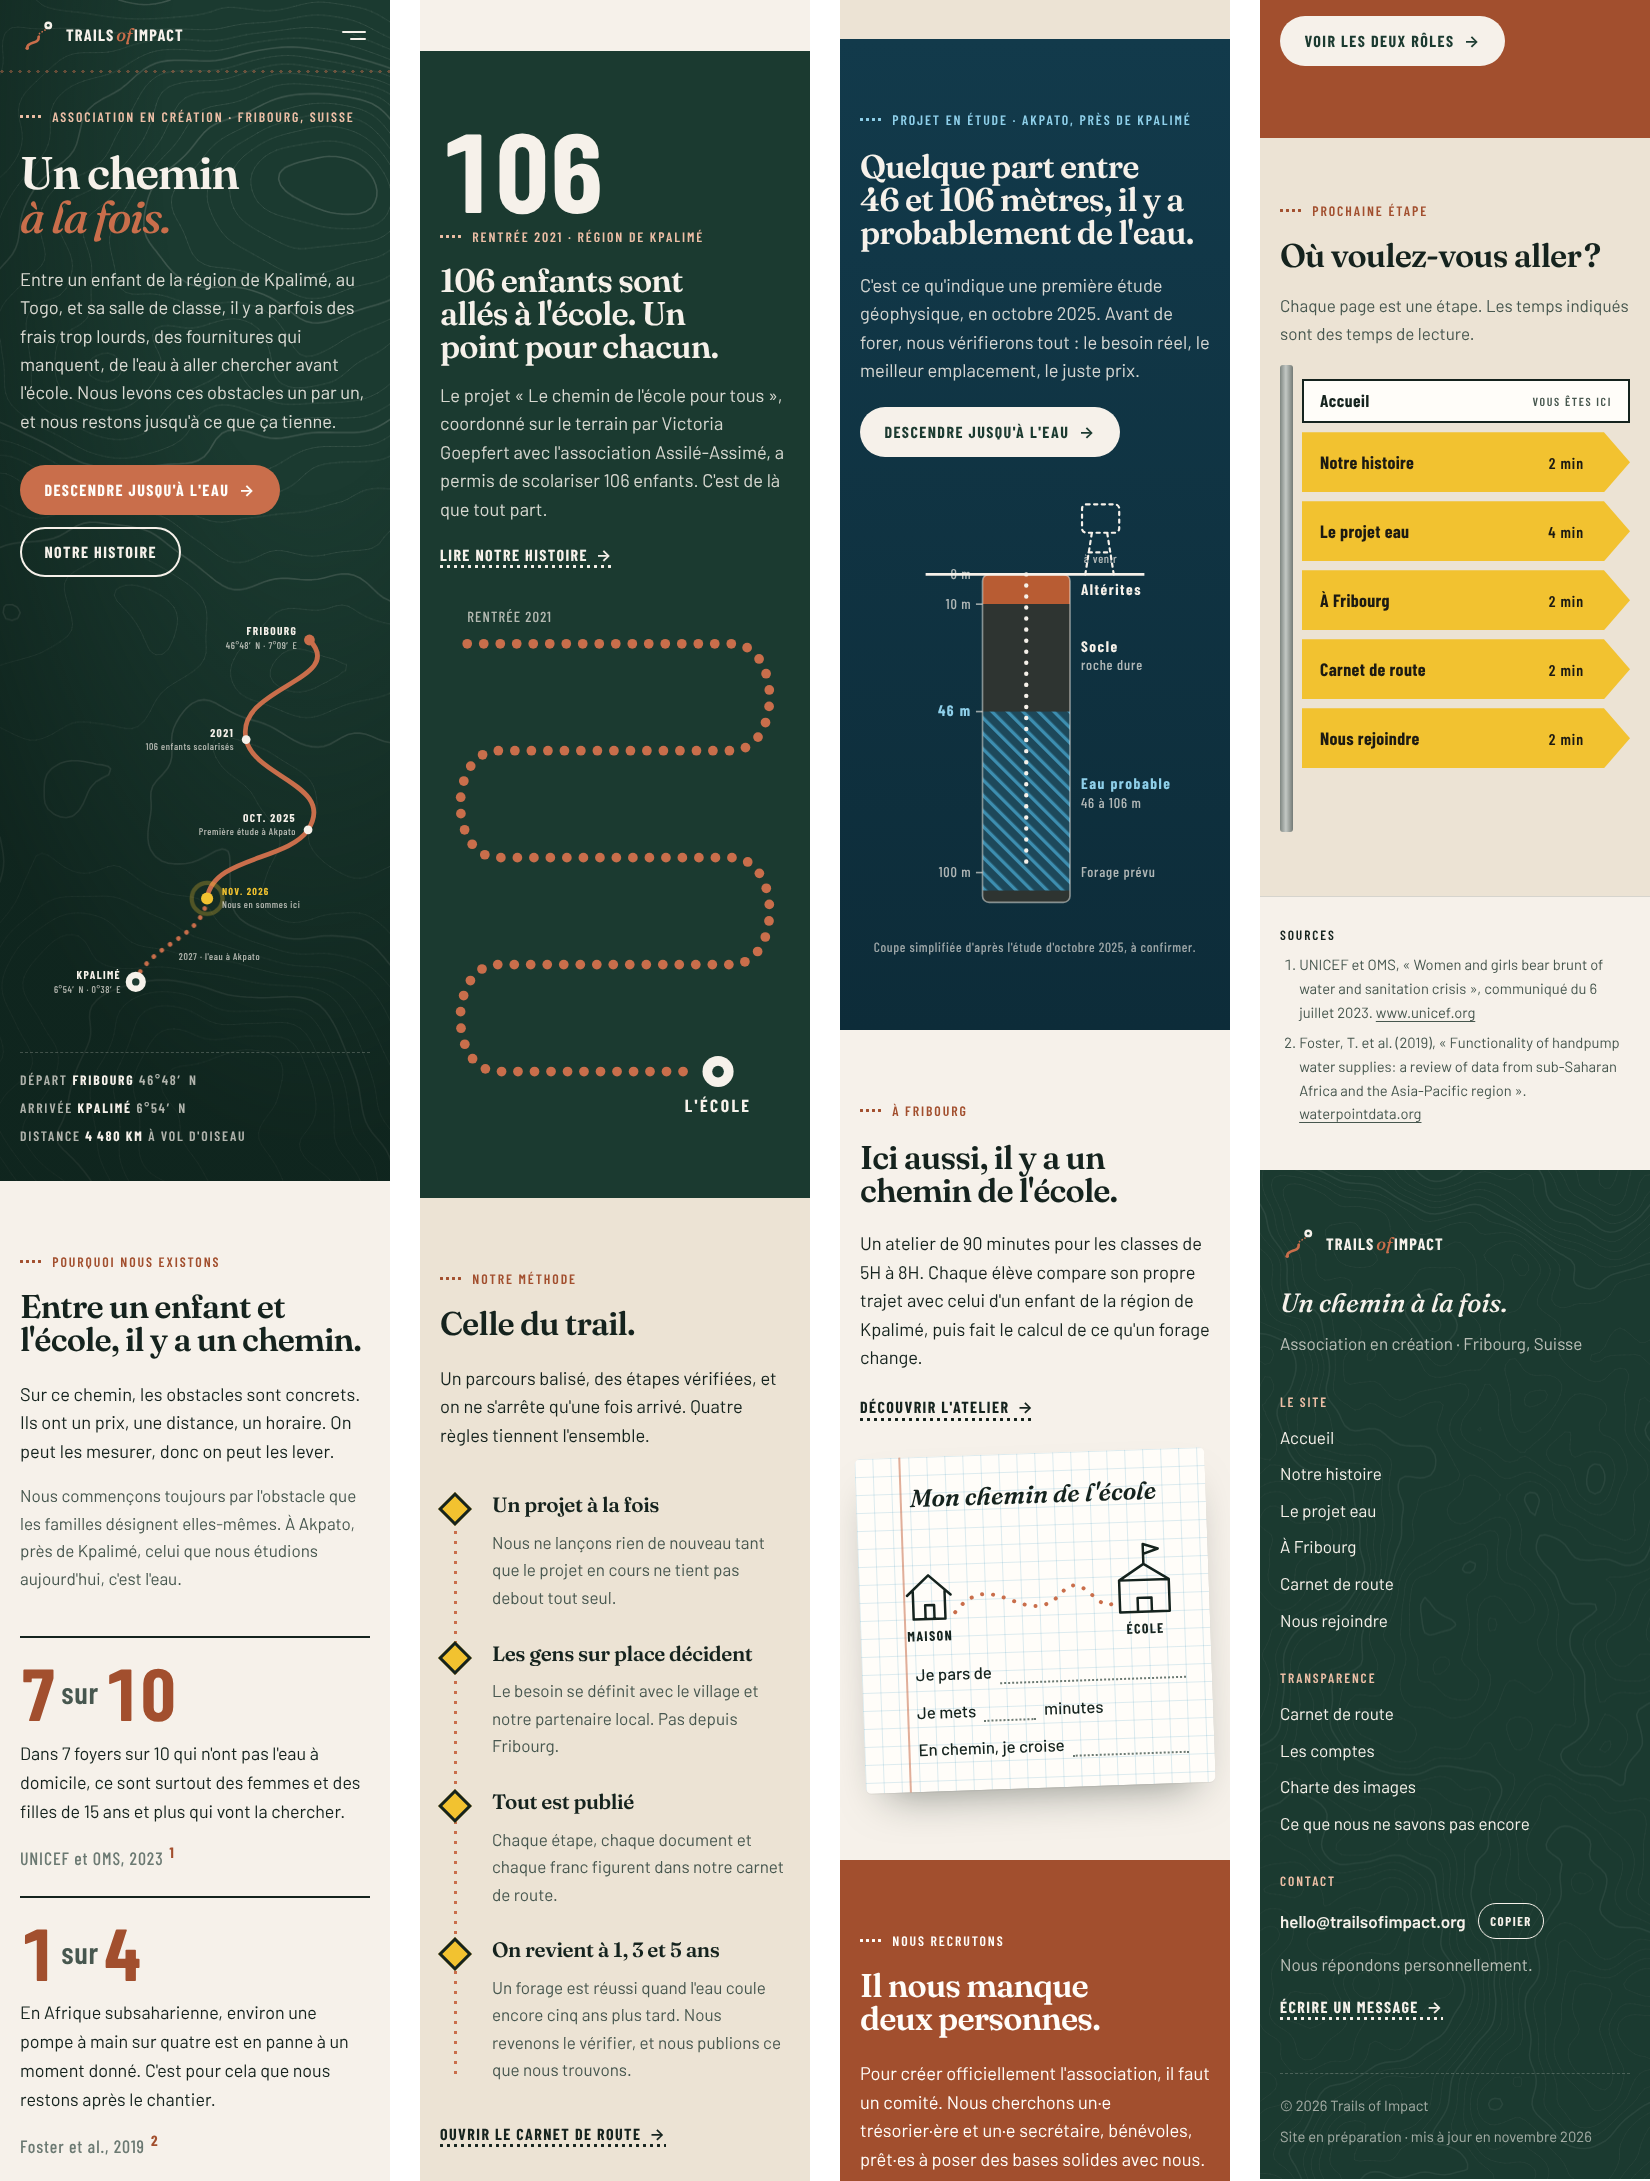 TRAILS of IMPACT
ASSOCIATION EN CRÉATION · FRIBOURG, SUISSE
Un chemin
à la fois.
Entre un enfant de la région de Kpalimé, au
Togo, et sa salle de classe, il y a parfois des
frais trop lourds, des fournitures qui
manquent, de l'eau à aller chercher avant
l'école. Nous levons ces obstacles un par un,
et nous restons jusqu'à ce que ça tienne.
DESCENDRE JUSQU'À L'EAU →
NOTRE HISTOIRE
FRIBOURG
46°48′ N · 7°09′ E
2021
106 enfants scolarisés
OCT. 2025
Première étude à Akpato
NOV. 2026
Nous en sommes ici
2027 · l'eau à Akpato
KPALIMÉ
6°54′ N · 0°38′ E
DÉPART FRIBOURG 46°48′ N
ARRIVÉE KPALIMÉ 6°54′ N
DISTANCE 4 480 KM À VOL D'OISEAU
POURQUOI NOUS EXISTONS
Entre un enfant et
l'école, il y a un chemin.
Sur ce chemin, les obstacles sont concrets.
Ils ont un prix, une distance, un horaire. On
peut les mesurer, donc on peut les lever.
Nous commençons toujours par l'obstacle que
les familles désignent elles-mêmes. À Akpato,
près de Kpalimé, celui que nous étudions
aujourd'hui, c'est l'eau.
7 sur 10
Dans 7 foyers sur 10 qui n'ont pas l'eau à
domicile, ce sont surtout des femmes et des
filles de 15 ans et plus qui vont la chercher.
UNICEF et OMS, 2023 1
1 sur 4
En Afrique subsaharienne, environ une
pompe à main sur quatre est en panne à un
moment donné. C'est pour cela que nous
restons après le chantier.
Foster et al., 2019 2
106
RENTRÉE 2021 · RÉGION DE KPALIMÉ
106 enfants sont
allés à l'école. Un
point pour chacun.
Le projet « Le chemin de l'école pour tous »,
coordonné sur le terrain par Victoria
Goepfert avec l'association Assilé-Assimé, a
permis de scolariser 106 enfants. C'est de là
que tout part.
LIRE NOTRE HISTOIRE →
RENTRÉE 2021
L'ÉCOLE
NOTRE MÉTHODE
Celle du trail.
Un parcours balisé, des étapes vérifiées, et
on ne s'arrête qu'une fois arrivé. Quatre
règles tiennent l'ensemble.
Un projet à la fois
Nous ne lançons rien de nouveau tant
que le projet en cours ne tient pas
debout tout seul.
Les gens sur place décident
Le besoin se définit avec le village et
notre partenaire local. Pas depuis
Fribourg.
Tout est publié
Chaque étape, chaque document et
chaque franc figurent dans notre carnet
de route.
On revient à 1, 3 et 5 ans
Un forage est réussi quand l'eau coule
encore cinq ans plus tard. Nous
revenons le vérifier, et nous publions ce
que nous trouvons.
OUVRIR LE CARNET DE ROUTE →
PROJET EN ÉTUDE · AKPATO, PRÈS DE KPALIMÉ
Quelque part entre
46 et 106 mètres, il y a
probablement de l'eau.
C'est ce qu'indique une première étude
géophysique, en octobre 2025. Avant de
forer, nous vérifierons tout : le besoin réel, le
meilleur emplacement, le juste prix.
DESCENDRE JUSQU'À L'EAU →
à venir
0 m
Altérites
10 m
Socle
roche dure
46 m
Eau probable
46 à 106 m
100 m
Forage prévu
Coupe simplifiée d'après l'étude d'octobre 2025, à confirmer.
À FRIBOURG
Ici aussi, il y a un
chemin de l'école.
Un atelier de 90 minutes pour les classes de
5H à 8H. Chaque élève compare son propre
trajet avec celui d'un enfant de la région de
Kpalimé, puis fait le calcul de ce qu'un forage
change.
DÉCOUVRIR L'ATELIER →
Mon chemin de l'école
MAISON
ÉCOLE
Je pars de
Je mets minutes
En chemin, je croise
NOUS RECRUTONS
Il nous manque
deux personnes.
Pour créer officiellement l'association, il faut
un comité. Nous cherchons un·e
trésorier·ère et un·e secrétaire, bénévoles,
prêt·es à poser des bases solides avec nous.
VOIR LES DEUX RÔLES →
PROCHAINE ÉTAPE
Où voulez-vous aller ?
Chaque page est une étape. Les temps indiqués
sont des temps de lecture.
Accueil VOUS ÊTES ICI
Notre histoire 2 min
Le projet eau 4 min
À Fribourg 2 min
Carnet de route 2 min
Nous rejoindre 2 min
SOURCES
1. UNICEF et OMS, « Women and girls bear brunt of
water and sanitation crisis », communiqué du 6
juillet 2023. www.unicef.org
2. Foster, T. et al. (2019), « Functionality of handpump
water supplies: a review of data from sub-Saharan
Africa and the Asia-Pacific region ».
waterpointdata.org
TRAILS of IMPACT
Un chemin à la fois.
Association en création · Fribourg, Suisse
LE SITE
Accueil
Notre histoire
Le projet eau
À Fribourg
Carnet de route
Nous rejoindre
TRANSPARENCE
Carnet de route
Les comptes
Charte des images
Ce que nous ne savons pas encore
CONTACT
hello@trailsofimpact.org COPIER
Nous répondons personnellement.
ÉCRIRE UN MESSAGE →
© 2026 Trails of Impact
Site en préparation · mis à jour en novembre 2026